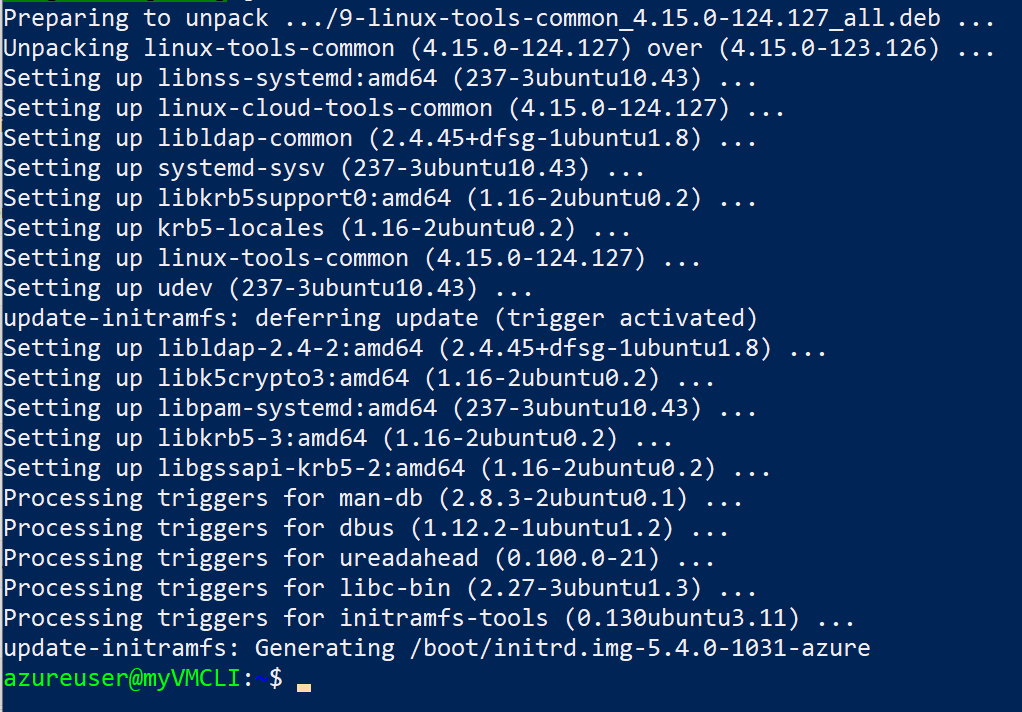 Preparing to unpack .../9-linux-tools-common_4.15.0-124.127_all.deb ...
Unpacking linux-tools-common (4.15.0-124.127) over (4.15.0-123.126) ...
Setting up libnss-systemd:amd64 (237-3ubuntu10.43) ...
Setting up linux-cloud-tools-common (4.15.0-124.127) ...
Setting up libldap-common (2.4.45+dfsg-1ubuntu1.8) ...
Setting up systemd-sysv (237-3ubuntu10.43) ...
Setting up libkrb5support0:amd64 (1.16-2ubuntu0.2) ...
Setting up krb5-locales (1.16-2ubuntu0.2) ...
Setting up linux-tools-common (4.15.0-124.127) ...
Setting up udev (237-3ubuntu10.43) ...
update-initramfs: deferring update (trigger activated)
Setting up libldap-2.4-2:amd64 (2.4.45+dfsg-1ubuntu1.8) ...
Setting up libk5crypto3:amd64 (1.16-2ubuntu0.2) ...
Setting up libpam-systemd:amd64 (237-3ubuntu10.43) ...
Setting up libkrb5-3:amd64 (1.16-2ubuntu0.2) ...
Setting up libgssapi-krb5-2:amd64 (1.16-2ubuntu0.2) ...
Processing triggers for man-db (2.8.3-2ubuntu0.1) ...
Processing triggers for dbus (1.12.2-1ubuntu1.2) ...
Processing triggers for ureadahead (0.100.0-21) ...
Processing triggers for libc-bin (2.27-3ubuntu1.3) ...
Processing triggers for initramfs-tools (0.130ubuntu3.11) ...
update-initramfs: Generating /boot/initrd.img-5.4.0-1031-azure
azureuser@myVMCLI:~$